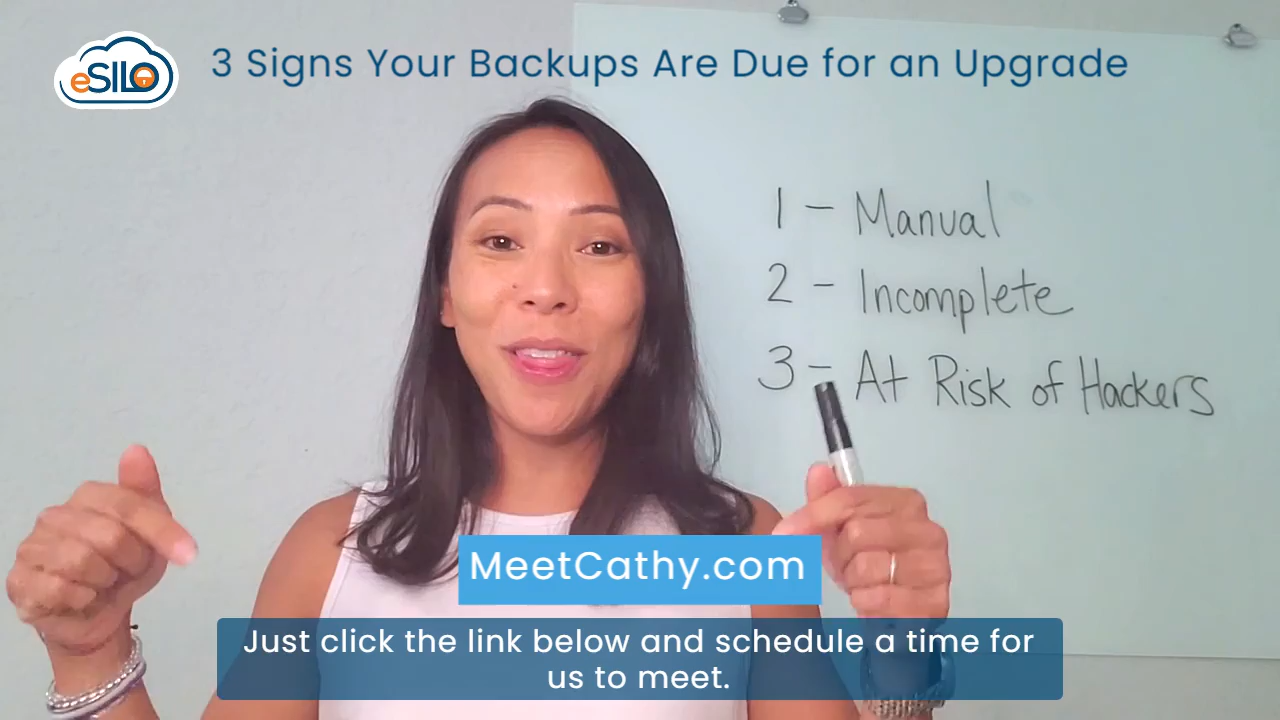 eSILO
3 Signs Your Backups Are Due for an Upgrade
1 - Manual
2 - Incomplete
3 - At Risk of Hackers
MeetCathy.com
Just click the link below and schedule a time for
us to meet.